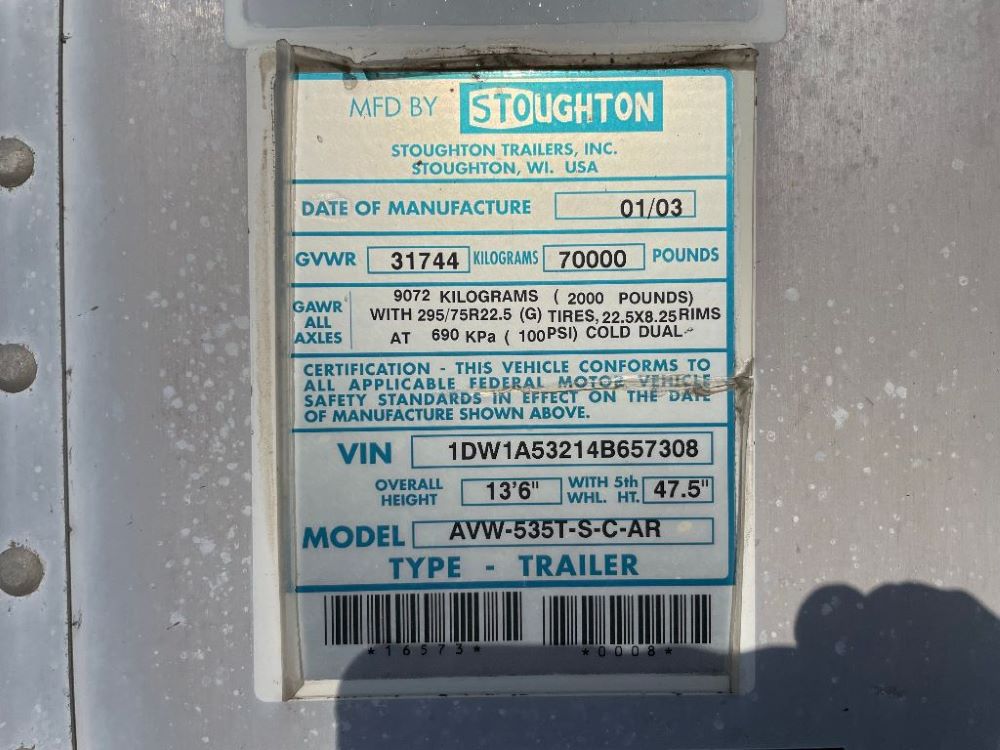 MFD BY STOUGHTON
STOUGHTON TRAILERS, INC.
STOUGHTON, WI. USA
DATE OF MANUFACTURE 01/03
GVWR 31744 KILOGRAMS 70000 POUNDS
GAWR ALL AXLES
9072 KILOGRAMS ( 2000 POUNDS)
WITH 295/75R22.5 (G) TIRES, 22.5X8.25 RIMS
AT 690 KPa ( 100PSI) COLD DUAL
CERTIFICATION - THIS VEHICLE CONFORMS TO
ALL APPLICABLE FEDERAL MOTOR VEHICLE
SAFETY STANDARDS IN EFFECT ON THE DATE
OF MANUFACTURE SHOWN ABOVE.
VIN 1DW1A53214B657308
OVERALL HEIGHT 13'6" WITH 5th WHL. HT. 47.5"
MODEL AVW-535T-S-C-AR
TYPE - TRAILER
*16573* *0008*